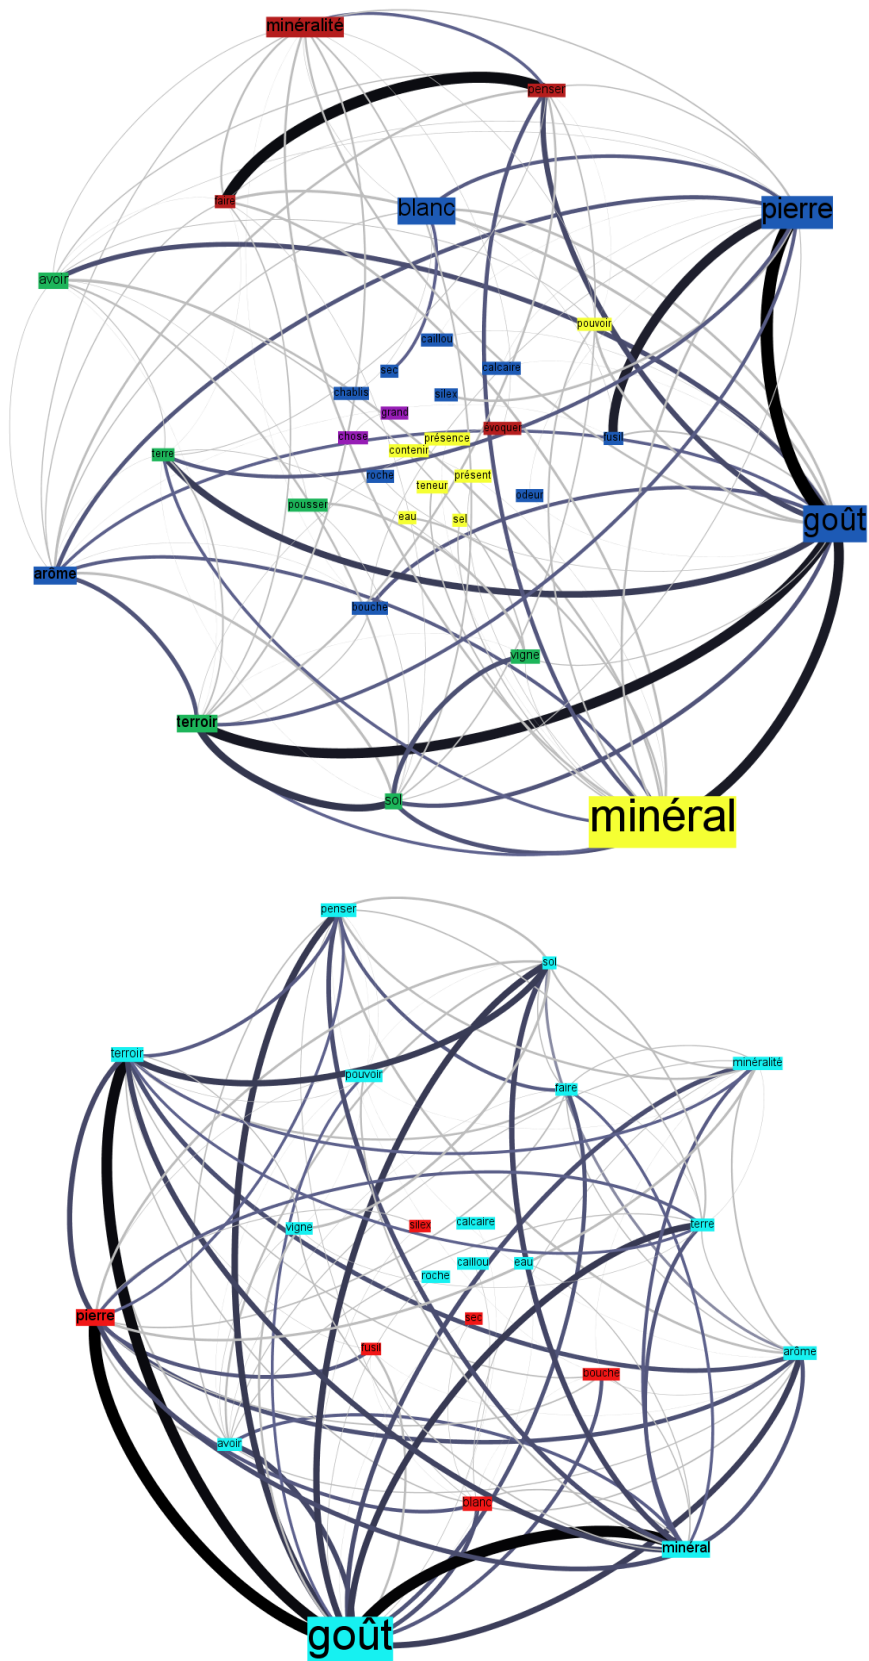 minéralité
penser
faire
blanc
pierre
avoir
pouvoir
caillou
sec
calcaire
chablis
silex
grand
chose
évoquer
présence
fusil
terre
contenir
roche
présent
teneur
odeur
pousser
eau
sel
goût
arôme
bouche
vigne
terroir
sol
minéral
penser
sol
terroir
minéralité
pouvoir
faire
vigne
silex
calcaire
terre
caillou
eau
roche
pierre
sec
fusil
arôme
bouche
avoir
blanc
minéral
goût